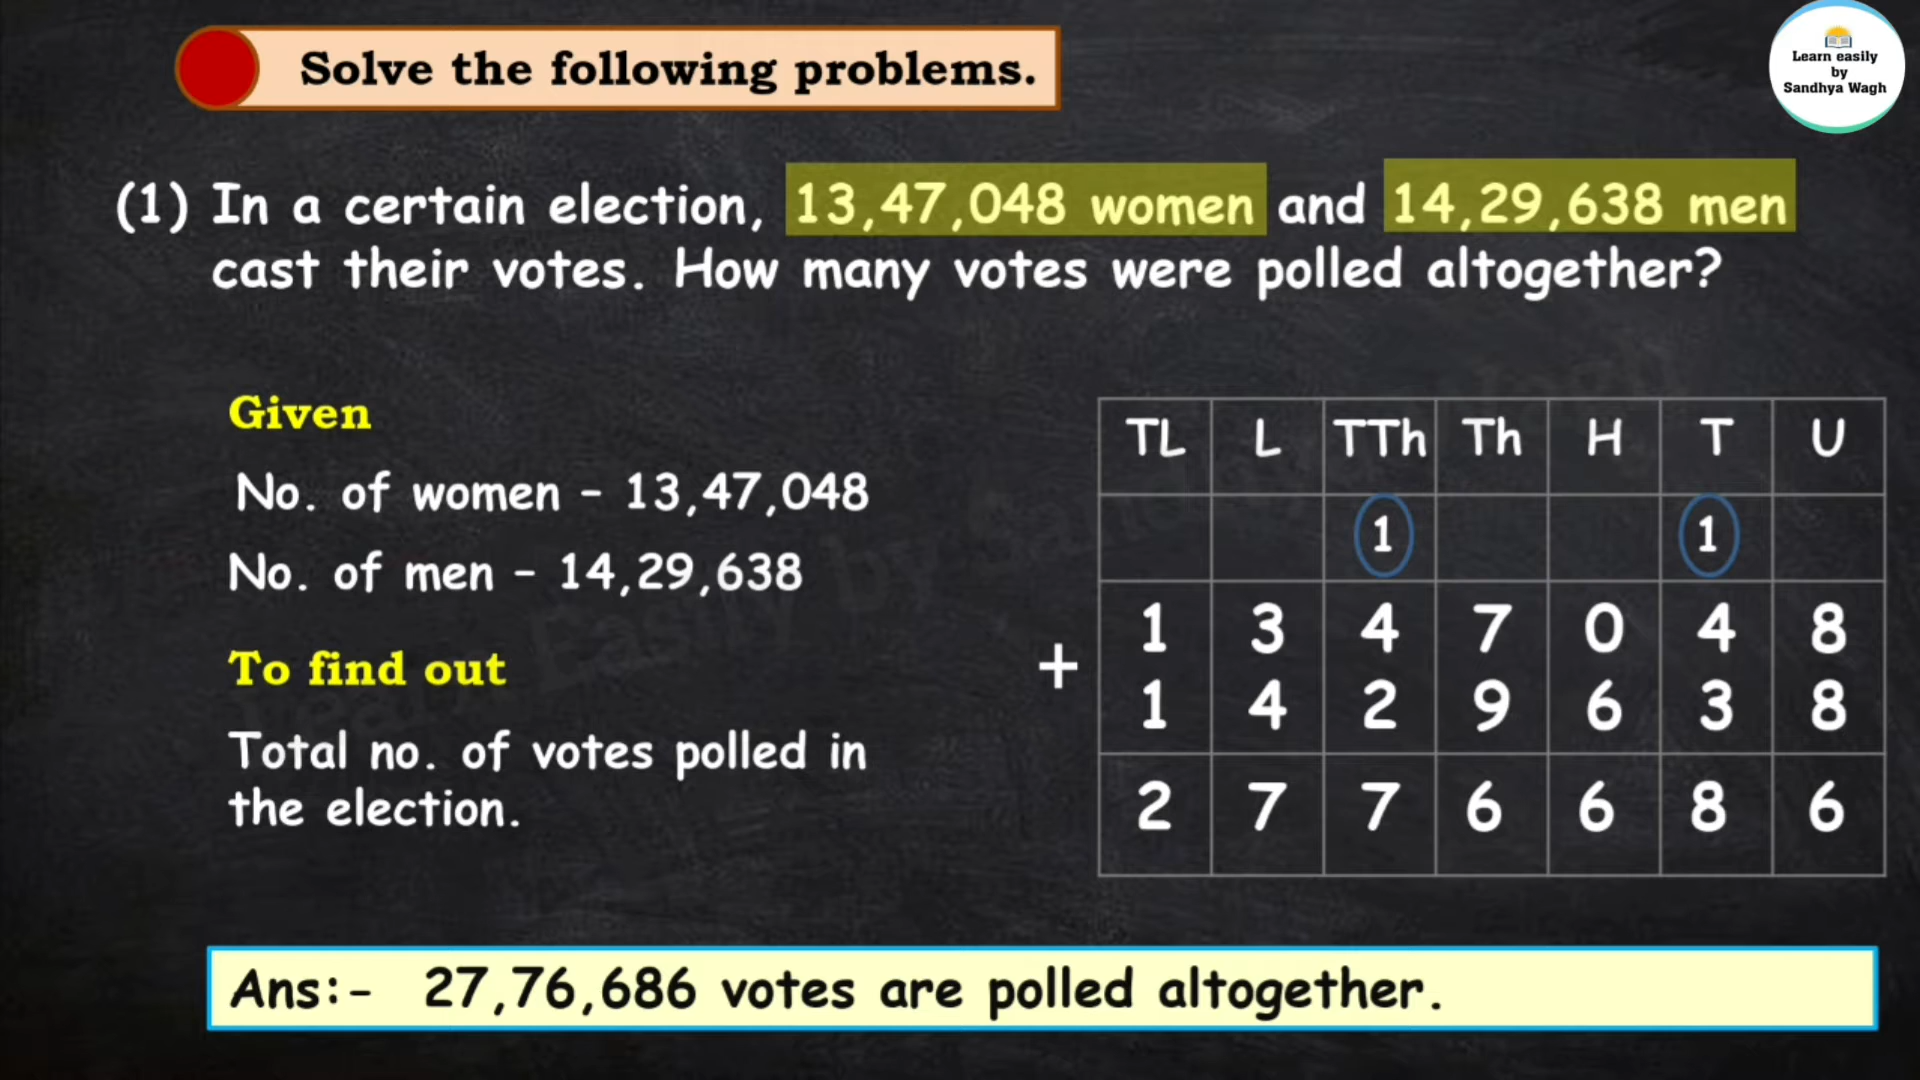 Solve the following problems.
Learn easily
by
Sandhya Wagh
(1) In a certain election, 13,47,048 women and 14,29,638 men
cast their votes. How many votes were polled altogether?
Given
No. of women - 13,47,048
No. of men - 14,29,638
To find out
Total no. of votes polled in
the election.
TL L TTh Th H T U
1 1
1 3 4 7 0 4 8
+
1 4 2 9 6 3 8
2 7 7 6 6 8 6
Ans:- 27,76,686 votes are polled altogether.